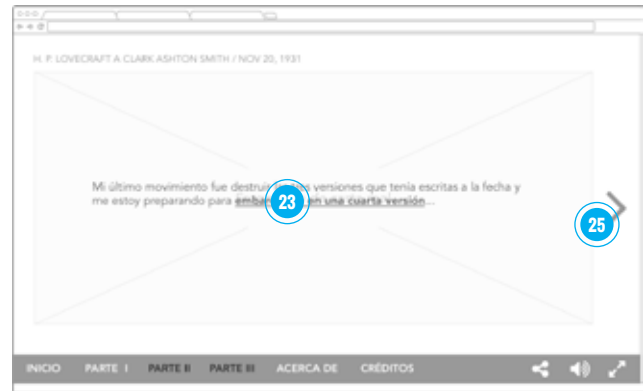 H. P. LOVECRAFT A CLARK ASHTON SMITH / NOV 20, 1931
Mi último movimiento fue destruir versiones que tenía escritas a la fecha y
me estoy preparando para en una cuarta versión...
23
25
INICIO PARTE I PARTE II PARTE III ACERCA DE CRÉDITOS